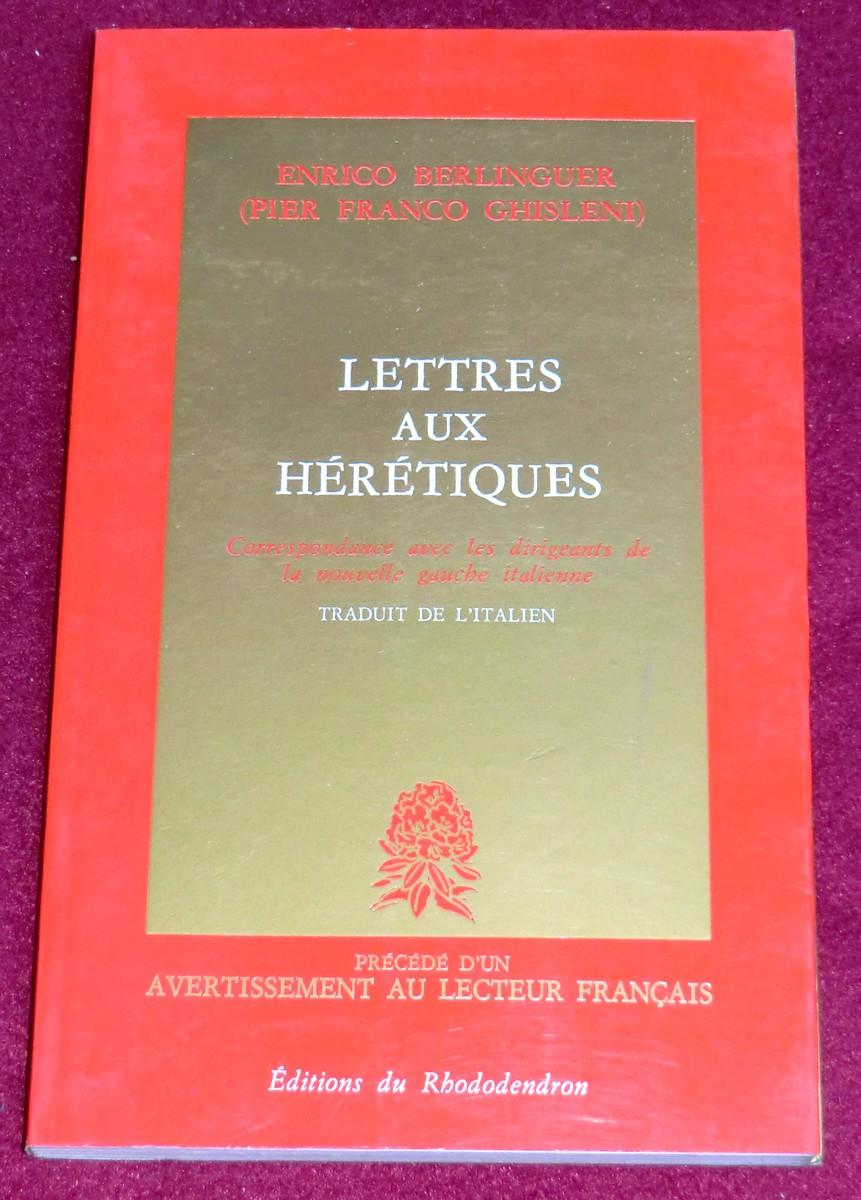 ENRICO BERLINGUER
(PIER FRANCO GHISLENI)
LETTRES
AUX
HÉRÉTIQUES
Correspondance avec les dirigeants de
la nouvelle gauche italienne
TRADUIT DE L'ITALIEN
PRÉCÉDÉ D'UN
AVERTISSEMENT AU LECTEUR FRANÇAIS
Éditions du Rhododendron